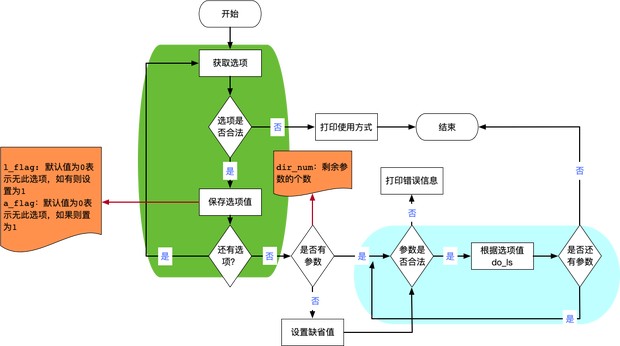 开始
获取选项
选项是
否合法
否
打印使用方式
结束
否
是
l_flag: 默认值为0表
示无此选项，如有则设
置为1
a_flag: 默认值为0表
示无此选项，如果则置
为1
dir_num: 剩余参
数的个数
打印错误信息
保存选项值
否
还有选
项?
是
否
是否有
参数
是
参数是
否合法
是
根据选项值
do_ls
是否还
有参数
否
设置缺省值
是